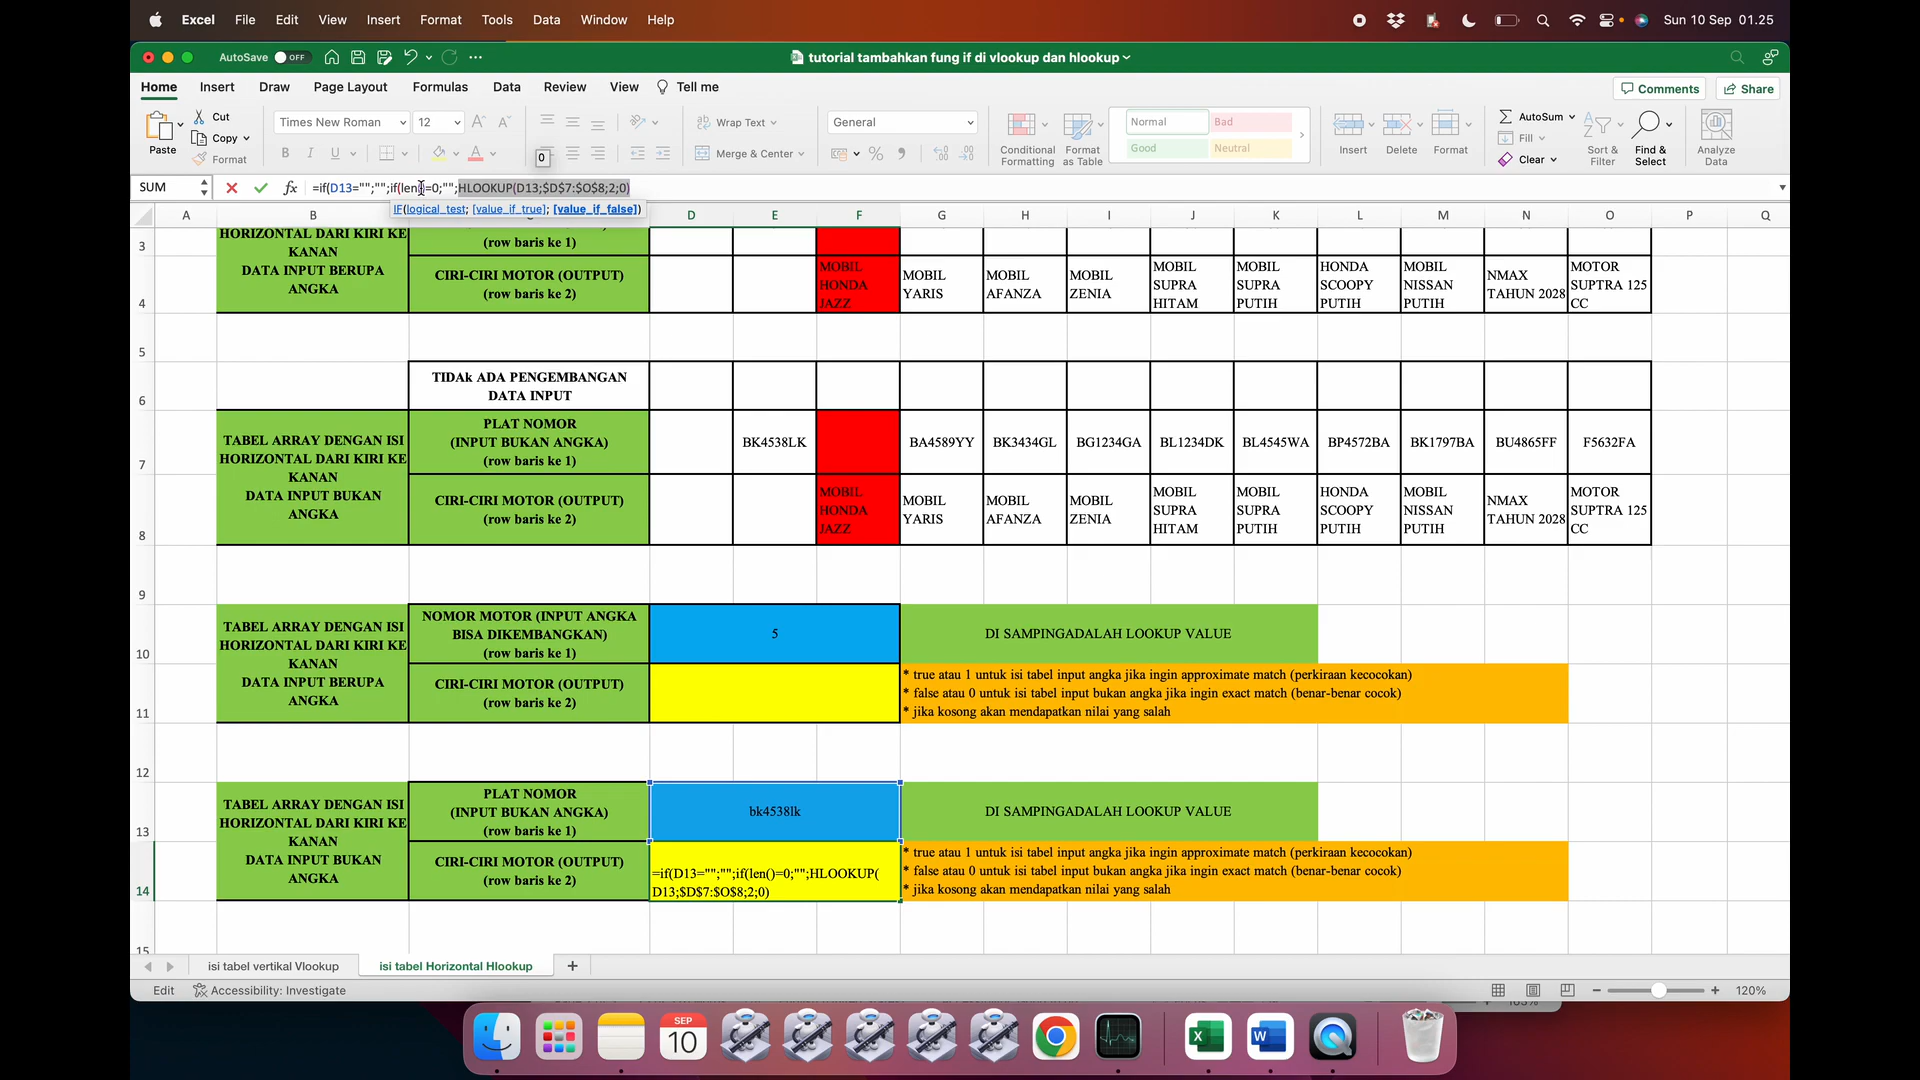 Excel File Edit View Insert Format Tools Data Window Help
Sun 10 Sep 01.25
AutoSave OFF
tutorial tambahkan fung if di vlookup dan hlookup
Home Insert Draw Page Layout Formulas Data Review View Tell me
Comments Share
Paste
Cut
Copy
Format
Times New Roman 12
B I U
0
Wrap Text
Merge & Center
General
Conditional Formatting
Format as Table
Normal Bad
Good Neutral
Insert Delete Format
AutoSum
Fill
Clear
Sort & Filter
Find & Select
Analyze Data
SUM
fx =if(D13="";"";if(len()=0;"";HLOOKUP(D13;$D$7:$O$8;2;0)
IF(logical_test; [value_if_true]; [value_if_false])
A B D E F G H I J K L M N O P Q
3
HORIZONTAL DARI KIRI KE
KANAN
DATA INPUT BERUPA
ANGKA
(row baris ke 1)
4
CIRI-CIRI MOTOR (OUTPUT)
(row baris ke 2)
MOBIL HONDA JAZZ
MOBIL YARIS
MOBIL AFANZA
MOBIL ZENIA
MOBIL SUPRA HITAM
MOBIL SUPRA PUTIH
HONDA SCOOPY PUTIH
MOBIL NISSAN PUTIH
NMAX TAHUN 2028
MOTOR SUPTRA 125 CC
5
6
TIDAk ADA PENGEMBANGAN
DATA INPUT
7
TABEL ARRAY DENGAN ISI
HORIZONTAL DARI KIRI KE
KANAN
DATA INPUT BUKAN
ANGKA
PLAT NOMOR
(INPUT BUKAN ANGKA)
(row baris ke 1)
BK4538LK BA4589YY BK3434GL BG1234GA BL1234DK BL4545WA BP4572BA BK1797BA BU4865FF F5632FA
8
CIRI-CIRI MOTOR (OUTPUT)
(row baris ke 2)
MOBIL HONDA JAZZ
MOBIL YARIS
MOBIL AFANZA
MOBIL ZENIA
MOBIL SUPRA HITAM
MOBIL SUPRA PUTIH
HONDA SCOOPY PUTIH
MOBIL NISSAN PUTIH
NMAX TAHUN 2028
MOTOR SUPTRA 125 CC
9
10
TABEL ARRAY DENGAN ISI
HORIZONTAL DARI KIRI KE
KANAN
DATA INPUT BERUPA
ANGKA
NOMOR MOTOR (INPUT ANGKA
BISA DIKEMBANGKAN)
(row baris ke 1)
5
DI SAMPINGADALAH LOOKUP VALUE
11
CIRI-CIRI MOTOR (OUTPUT)
(row baris ke 2)
* true atau 1 untuk isi tabel input angka jika ingin approximate match (perkiraan kecocokan)
* false atau 0 untuk isi tabel input bukan angka jika ingin exact match (benar-benar cocok)
* jika kosong akan mendapatkan nilai yang salah
12
13
TABEL ARRAY DENGAN ISI
HORIZONTAL DARI KIRI KE
KANAN
DATA INPUT BUKAN
ANGKA
PLAT NOMOR
(INPUT BUKAN ANGKA)
(row baris ke 1)
bk4538lk
DI SAMPINGADALAH LOOKUP VALUE
14
CIRI-CIRI MOTOR (OUTPUT)
(row baris ke 2)
=if(D13="";"";if(len()=0;"";HLOOKUP(
D13;$D$7:$O$8;2;0)
* true atau 1 untuk isi tabel input angka jika ingin approximate match (perkiraan kecocokan)
* false atau 0 untuk isi tabel input bukan angka jika ingin exact match (benar-benar cocok)
* jika kosong akan mendapatkan nilai yang salah
15
isi tabel vertikal Vlookup
isi tabel Horizontal Hlookup
Edit
Accessibility: Investigate
120%
SEP
10